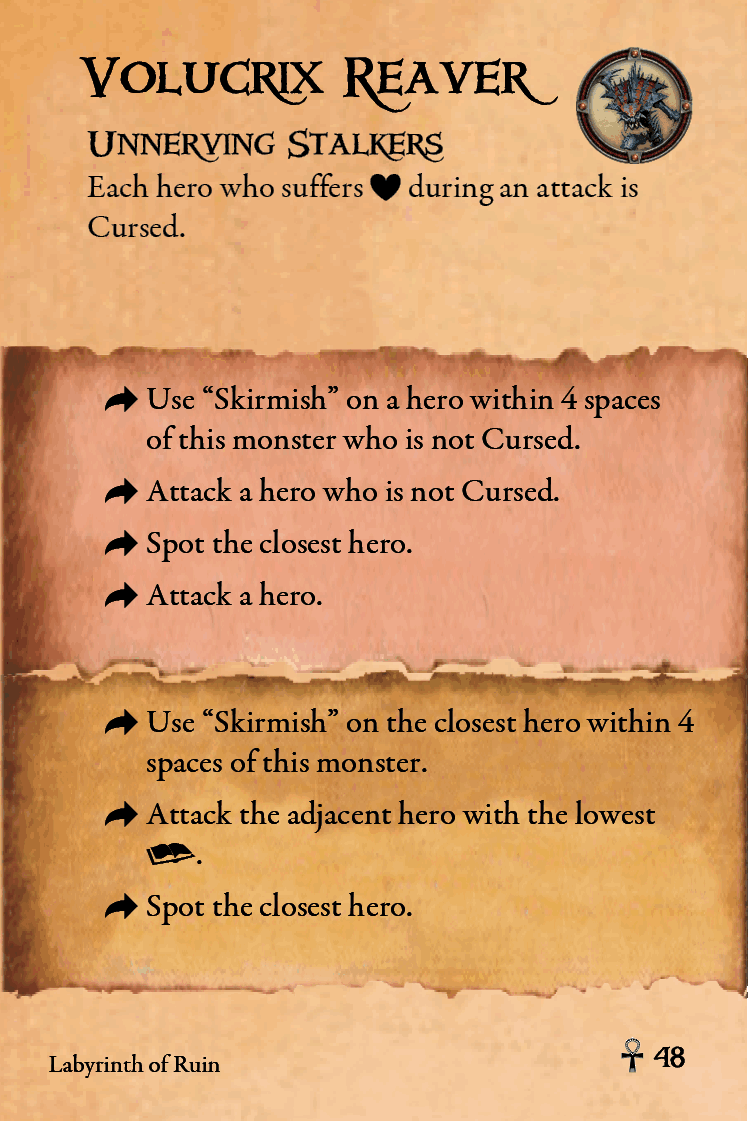 Volucrix Reaver
Unnerving Stalkers
Each hero who suffers ♥ during an attack is
Cursed.
Use “Skirmish” on a hero within 4 spaces
of this monster who is not Cursed.
Attack a hero who is not Cursed.
Spot the closest hero.
Attack a hero.
Use “Skirmish” on the closest hero within 4
spaces of this monster.
Attack the adjacent hero with the lowest
.
Spot the closest hero.
Labyrinth of Ruin
48